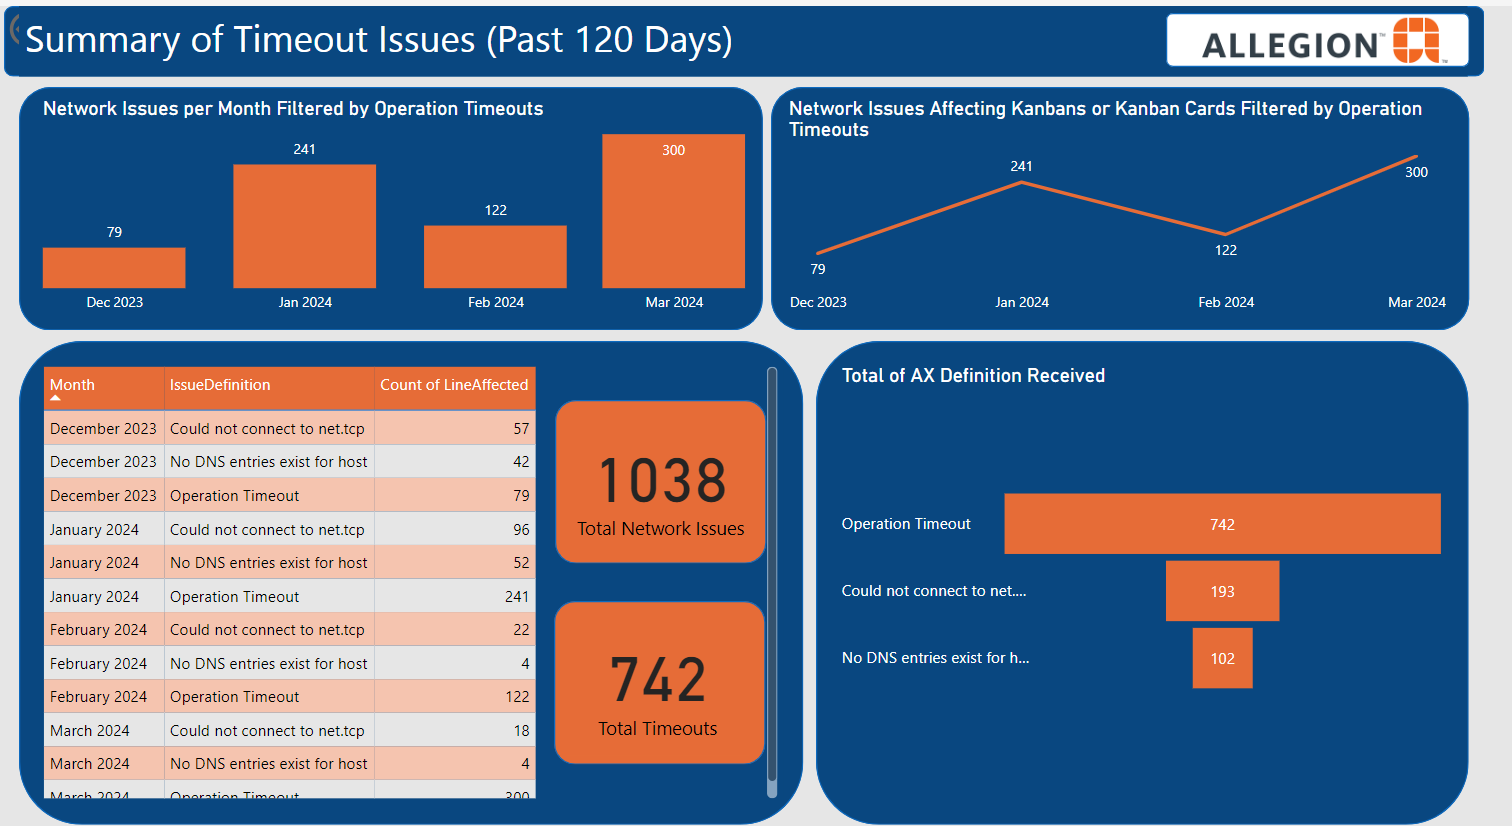 Summary of Timeout Issues (Past 120 Days)
ALLEGION™
Network Issues per Month Filtered by Operation Timeouts
79
241
122
300
Dec 2023
Jan 2024
Feb 2024
Mar 2024
Network Issues Affecting Kanbans or Kanban Cards Filtered by Operation
Timeouts
79
241
122
300
Dec 2023
Jan 2024
Feb 2024
Mar 2024
Month IssueDefinition Count of LineAffected
December 2023 Could not connect to net.tcp 57
December 2023 No DNS entries exist for host 42
December 2023 Operation Timeout 79
January 2024 Could not connect to net.tcp 96
January 2024 No DNS entries exist for host 52
January 2024 Operation Timeout 241
February 2024 Could not connect to net.tcp 22
February 2024 No DNS entries exist for host 4
February 2024 Operation Timeout 122
March 2024 Could not connect to net.tcp 18
March 2024 No DNS entries exist for host 4
March 2024 Operation Timeout 300
1038
Total Network Issues
742
Total Timeouts
Total of AX Definition Received
Operation Timeout 742
Could not connect to net.... 193
No DNS entries exist for h... 102